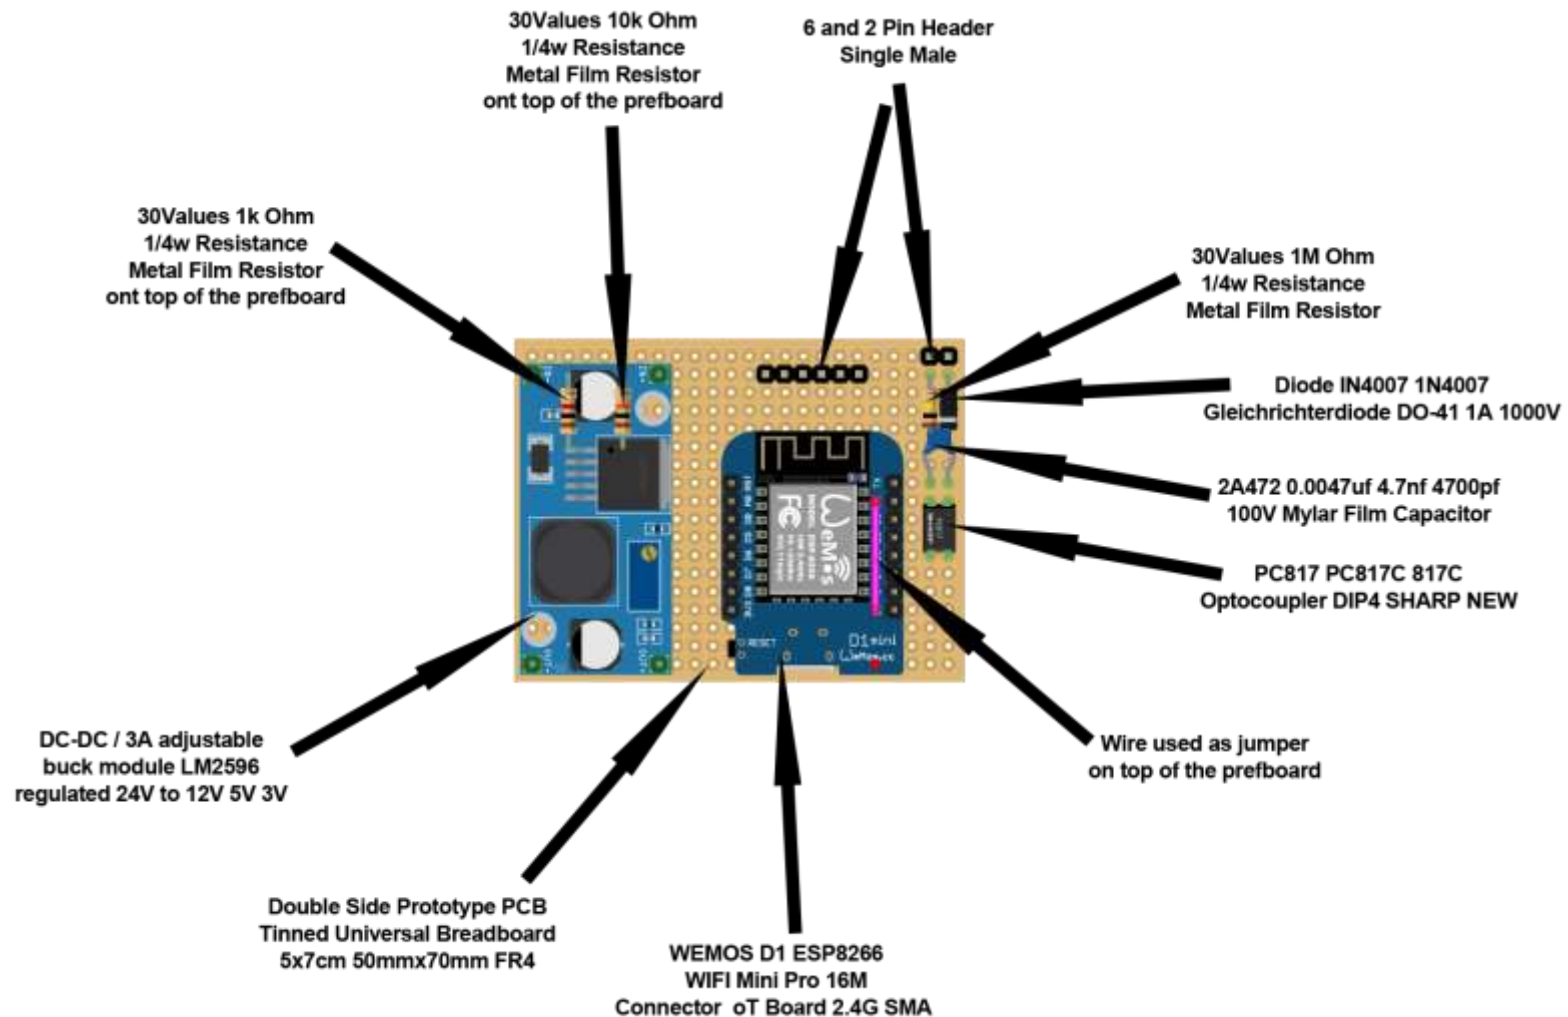 30Values 10k Ohm
1/4w Resistance
Metal Film Resistor
ont top of the prefboard
6 and 2 Pin Header
Single Male
30Values 1k Ohm
1/4w Resistance
Metal Film Resistor
ont top of the prefboard
30Values 1M Ohm
1/4w Resistance
Metal Film Resistor
Diode IN4007 1N4007
Gleichrichterdiode DO-41 1A 1000V
2A472 0.0047uf 4.7nf 4700pf
100V Mylar Film Capacitor
PC817 PC817C 817C
Optocoupler DIP4 SHARP NEW
WeMos
FC
RESET
D1mini
DC-DC / 3A adjustable
buck module LM2596
regulated 24V to 12V 5V 3V
Wire used as jumper
on top of the prefboard
Double Side Prototype PCB
Tinned Universal Breadboard
5x7cm 50mmx70mm FR4
WEMOS D1 ESP8266
WIFI Mini Pro 16M
Connector oT Board 2.4G SMA